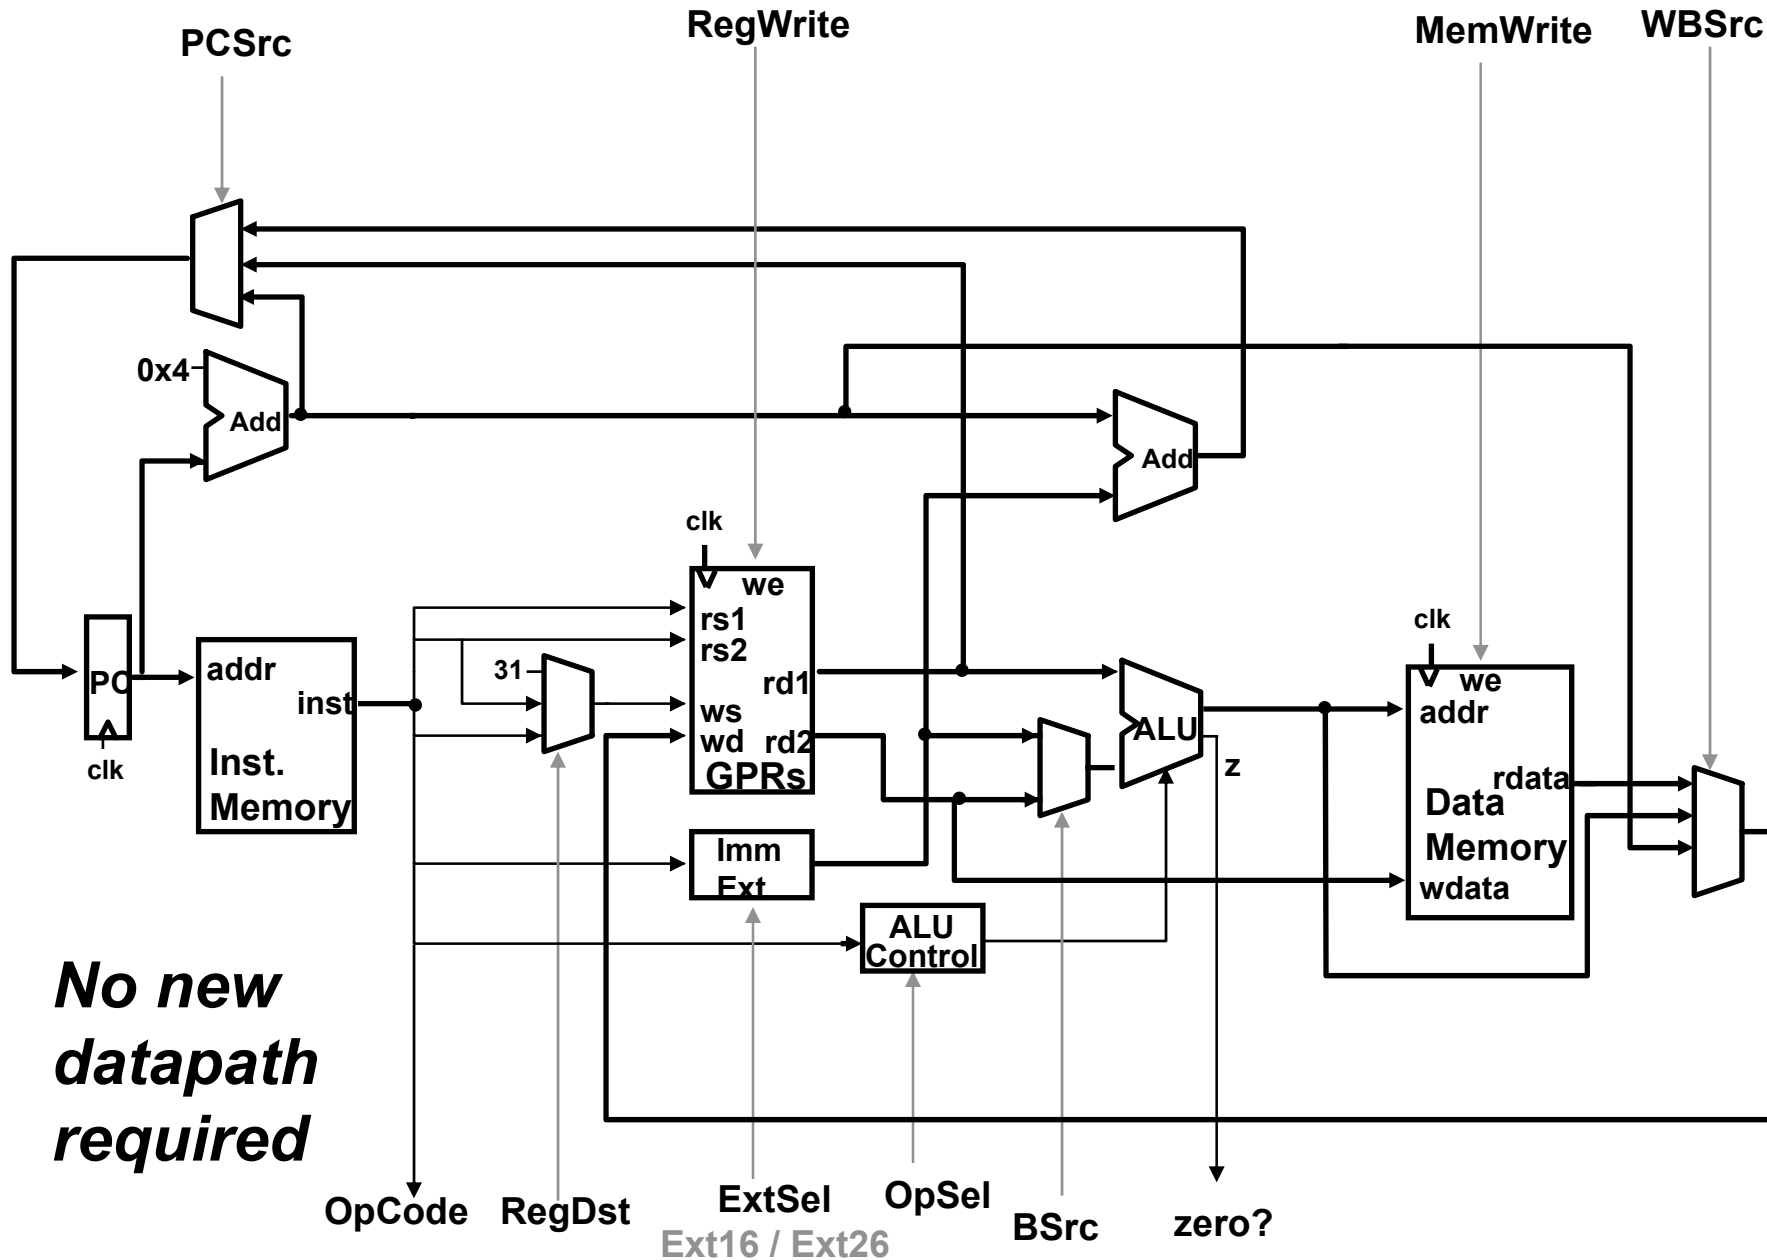 PCSrc
RegWrite
MemWrite
WBSrc
0x4
Add
Add
clk
we
rs1
rs2
rd1
31
ws
wd
rd2
GPRs
PC
clk
addr
inst
Inst.
Memory
ALU
z
clk
we
addr
rdata
Data
Memory
wdata
Imm
Ext
ALU
Control
No new
datapath
required
OpCode
RegDst
ExtSel
Ext16 / Ext26
OpSel
BSrc
zero?